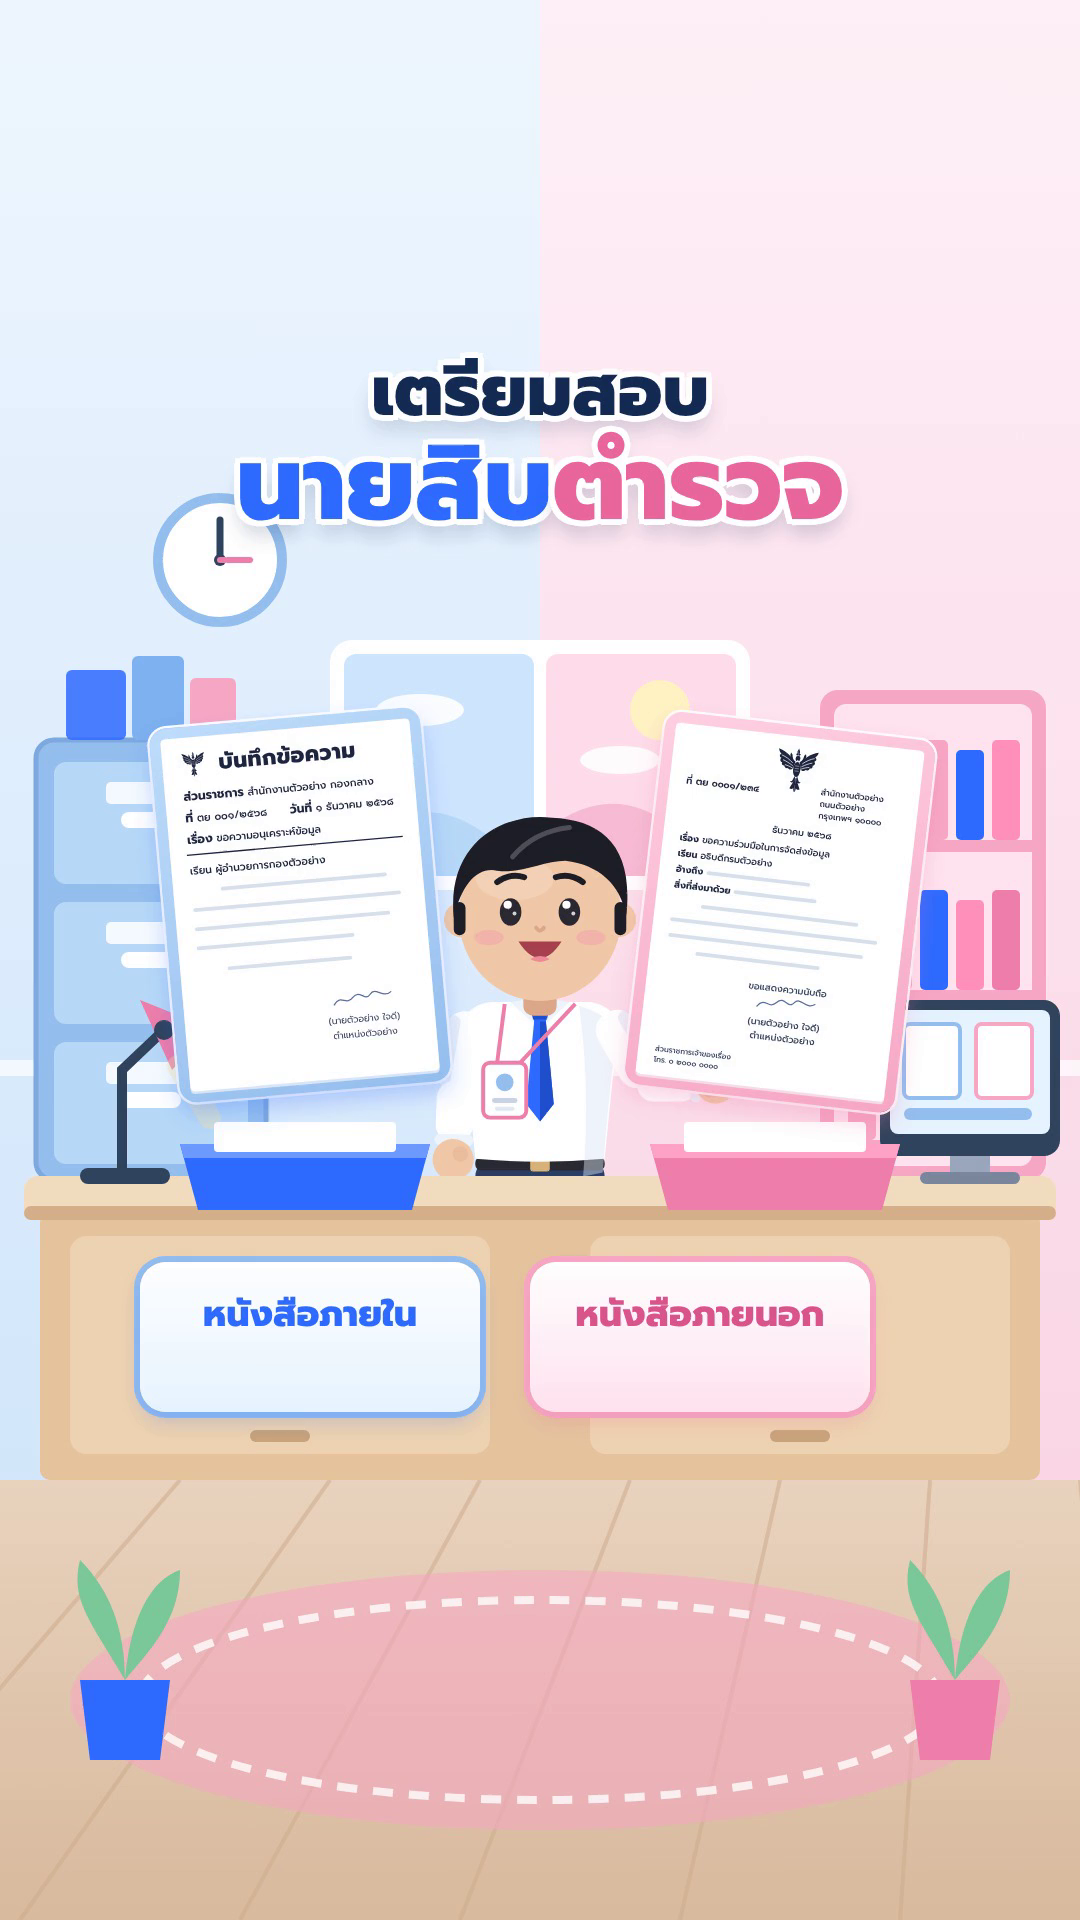 เตรียมสอบ
นายสิบตำรวจ
บันทึกข้อความ
ส่วนราชการ สำนักงานตัวอย่าง กองกลาง
ที่ ตย ๐๐๑/๒๕๖๘ วันที่ ๑ ธันวาคม ๒๕๖๘
เรื่อง ขอความอนุเคราะห์ข้อมูล
เรียน ผู้อำนวยการกองตัวอย่าง
(นายตัวอย่าง ใจดี)
ตำแหน่งตัวอย่าง
ที่ ตย ๐๐๐๑/๒๓๔
สำนักงานตัวอย่าง
ถนนตัวอย่าง
กรุงเทพฯ ๑๐๐๐๐
ธันวาคม ๒๕๖๘
เรื่อง ขอความร่วมมือในการจัดส่งข้อมูล
เรียน อธิบดีกรมตัวอย่าง
อ้างถึง
สิ่งที่ส่งมาด้วย
ขอแสดงความนับถือ
(นายตัวอย่าง ใจดี)
ตำแหน่งตัวอย่าง
ส่วนราชการเจ้าของเรื่อง
โทร. ๐ ๒๐๐๐ ๐๐๐๐
หนังสือภายใน
หนังสือภายนอก